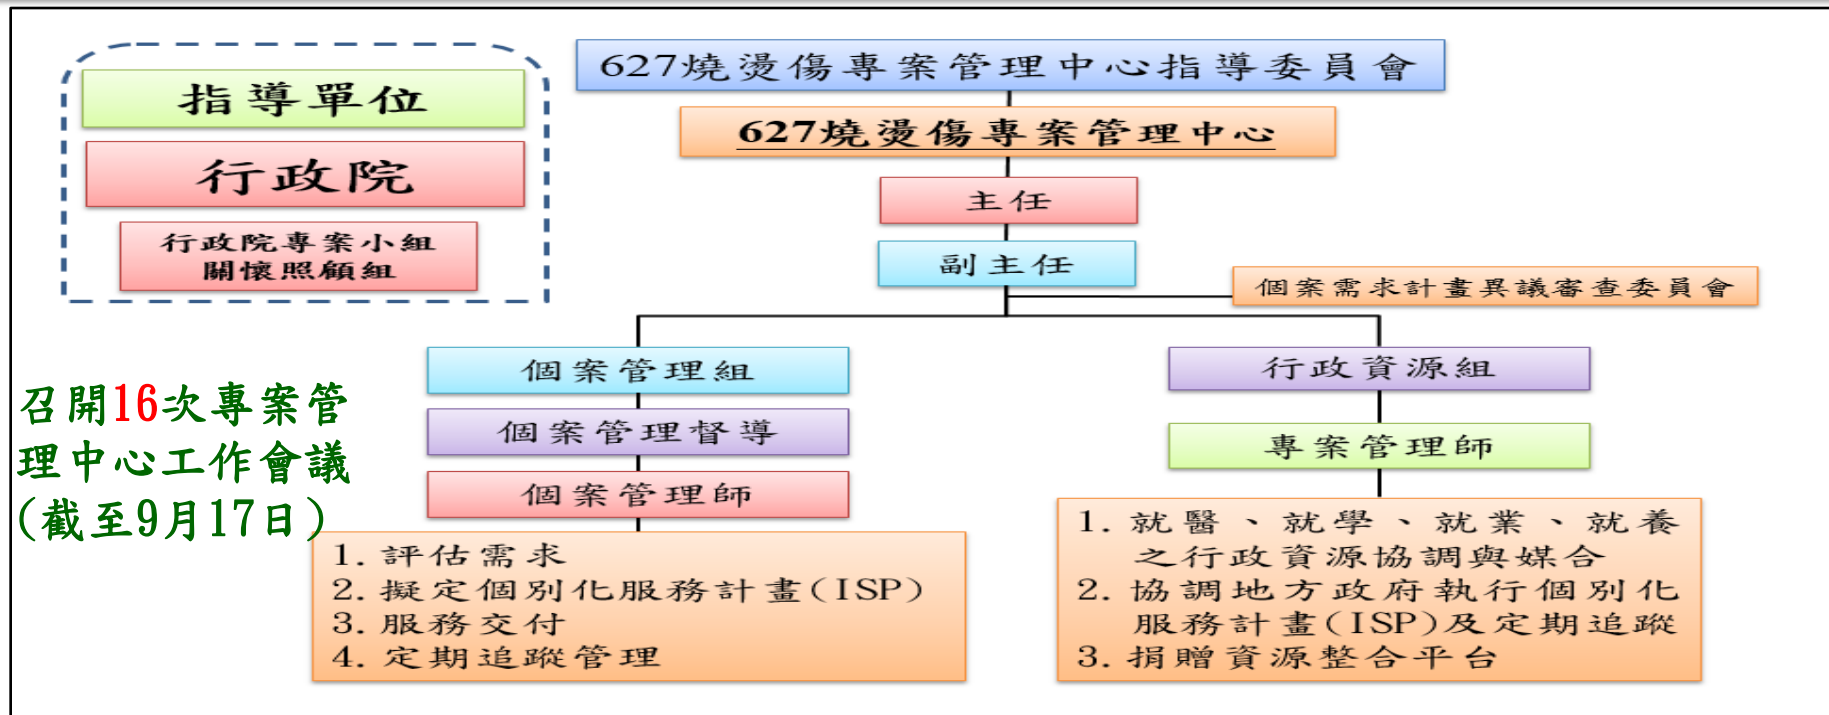 指導單位
行政院
行政院專案小組
關懷照顧組
627燒燙傷專案管理中心指導委員會
627燒燙傷專案管理中心
主任
副主任
個案需求計畫異議審查委員會
個案管理組
個案管理督導
個案管理師
1. 評估需求
2. 擬定個別化服務計畫(ISP)
3. 服務交付
4. 定期追蹤管理
行政資源組
專案管理師
1. 就醫、就學、就業、就養
之行政資源協調與媒合
2. 協調地方政府執行個別化
服務計畫(ISP)及定期追蹤
3. 捐贈資源整合平台
召開16次專案管
理中心工作會議
(截至9月17日)